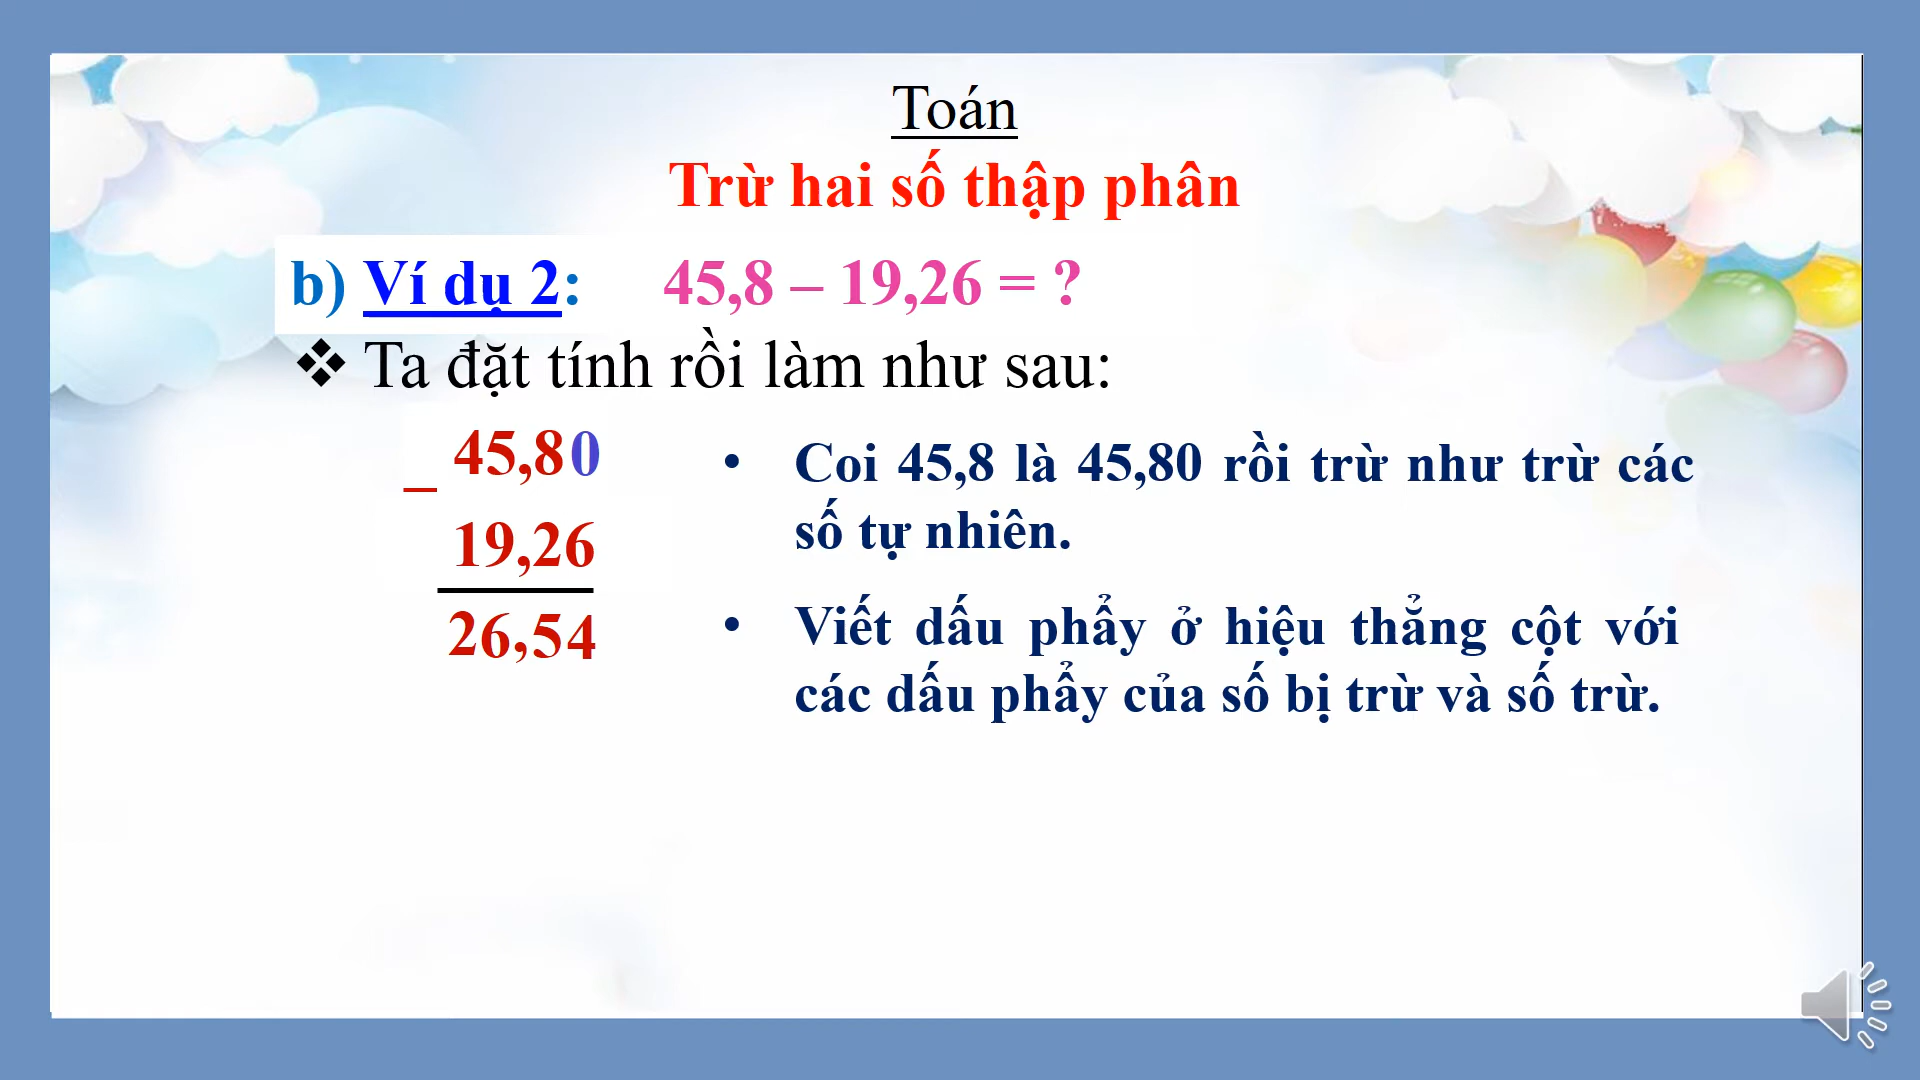 Toán
Trừ hai số thập phân
b) Ví dụ 2: 45,8 – 19,26 = ?
❖ Ta đặt tính rồi làm như sau:
45,80
–
19,26
26,54
• Coi 45,8 là 45,80 rồi trừ như trừ các
số tự nhiên.
• Viết dấu phẩy ở hiệu thẳng cột với
các dấu phẩy của số bị trừ và số trừ.